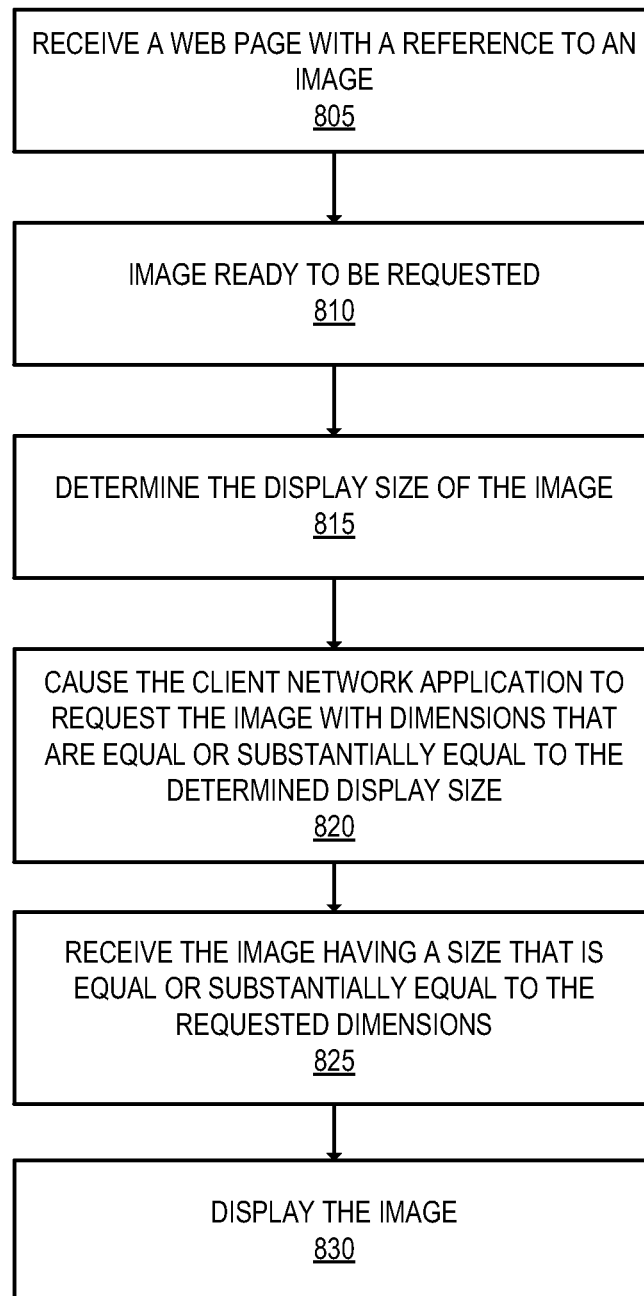 RECEIVE A WEB PAGE WITH A REFERENCE TO AN
IMAGE
805
IMAGE READY TO BE REQUESTED
810
DETERMINE THE DISPLAY SIZE OF THE IMAGE
815
CAUSE THE CLIENT NETWORK APPLICATION TO
REQUEST THE IMAGE WITH DIMENSIONS THAT
ARE EQUAL OR SUBSTANTIALLY EQUAL TO THE
DETERMINED DISPLAY SIZE
820
RECEIVE THE IMAGE HAVING A SIZE THAT IS
EQUAL OR SUBSTANTIALLY EQUAL TO THE
REQUESTED DIMENSIONS
825
DISPLAY THE IMAGE
830